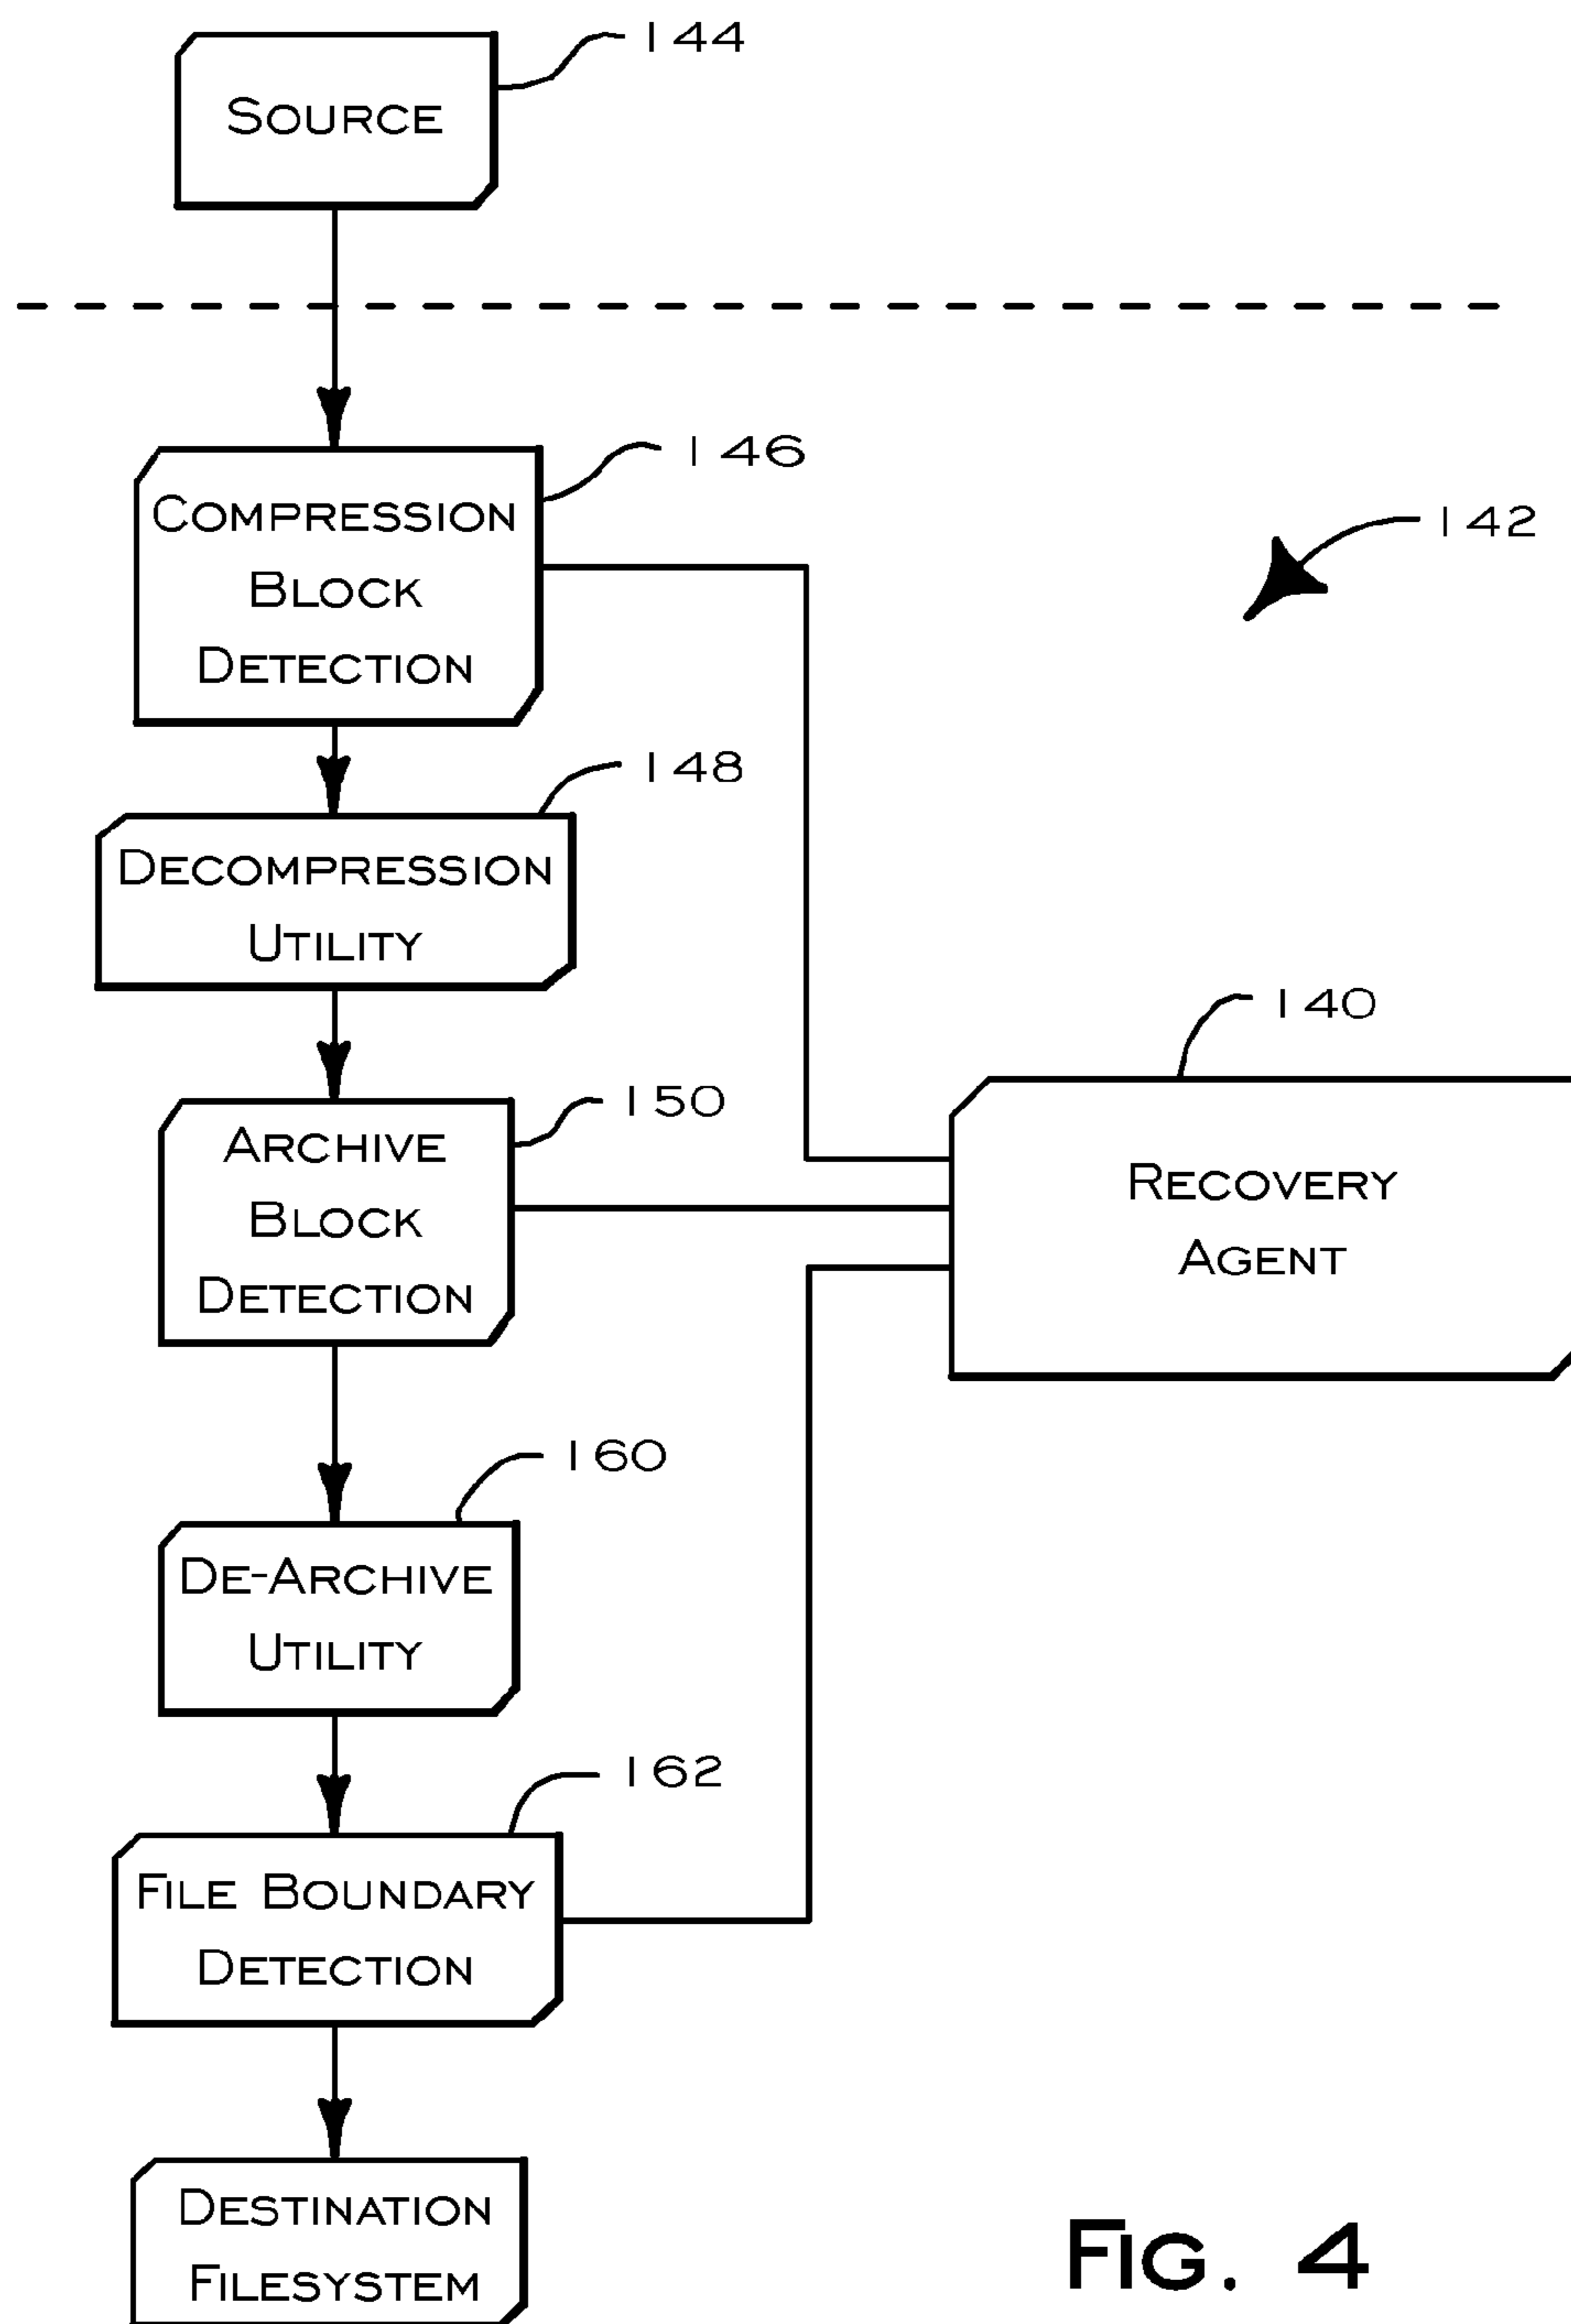 144
SOURCE
146
COMPRESSION
BLOCK
DETECTION
142
148
DECOMPRESSION
UTILITY
140
150
ARCHIVE
BLOCK
DETECTION
RECOVERY
AGENT
160
DE-ARCHIVE
UTILITY
162
FILE BOUNDARY
DETECTION
DESTINATION
FILESYSTEM
FIG. 4